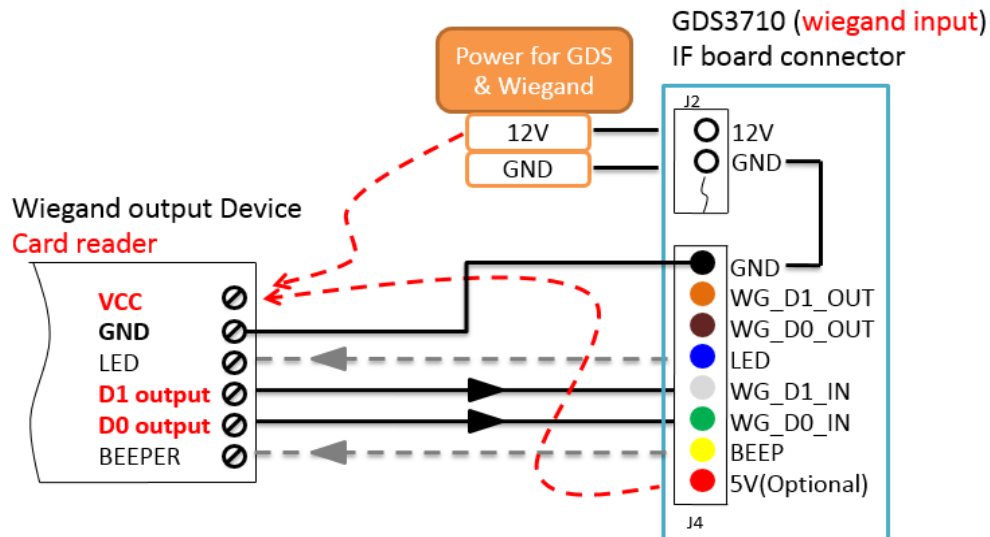 GDS3710 (wiegand input)
IF board connector
Power for GDS
& Wiegand
12V
GND
J2
12V
GND
Wiegand output Device
Card reader
VCC
GND
LED
D1 output
D0 output
BEEPER
GND
WG_D1_OUT
WG_D0_OUT
LED
WG_D1_IN
WG_D0_IN
BEEP
5V(Optional)
J4